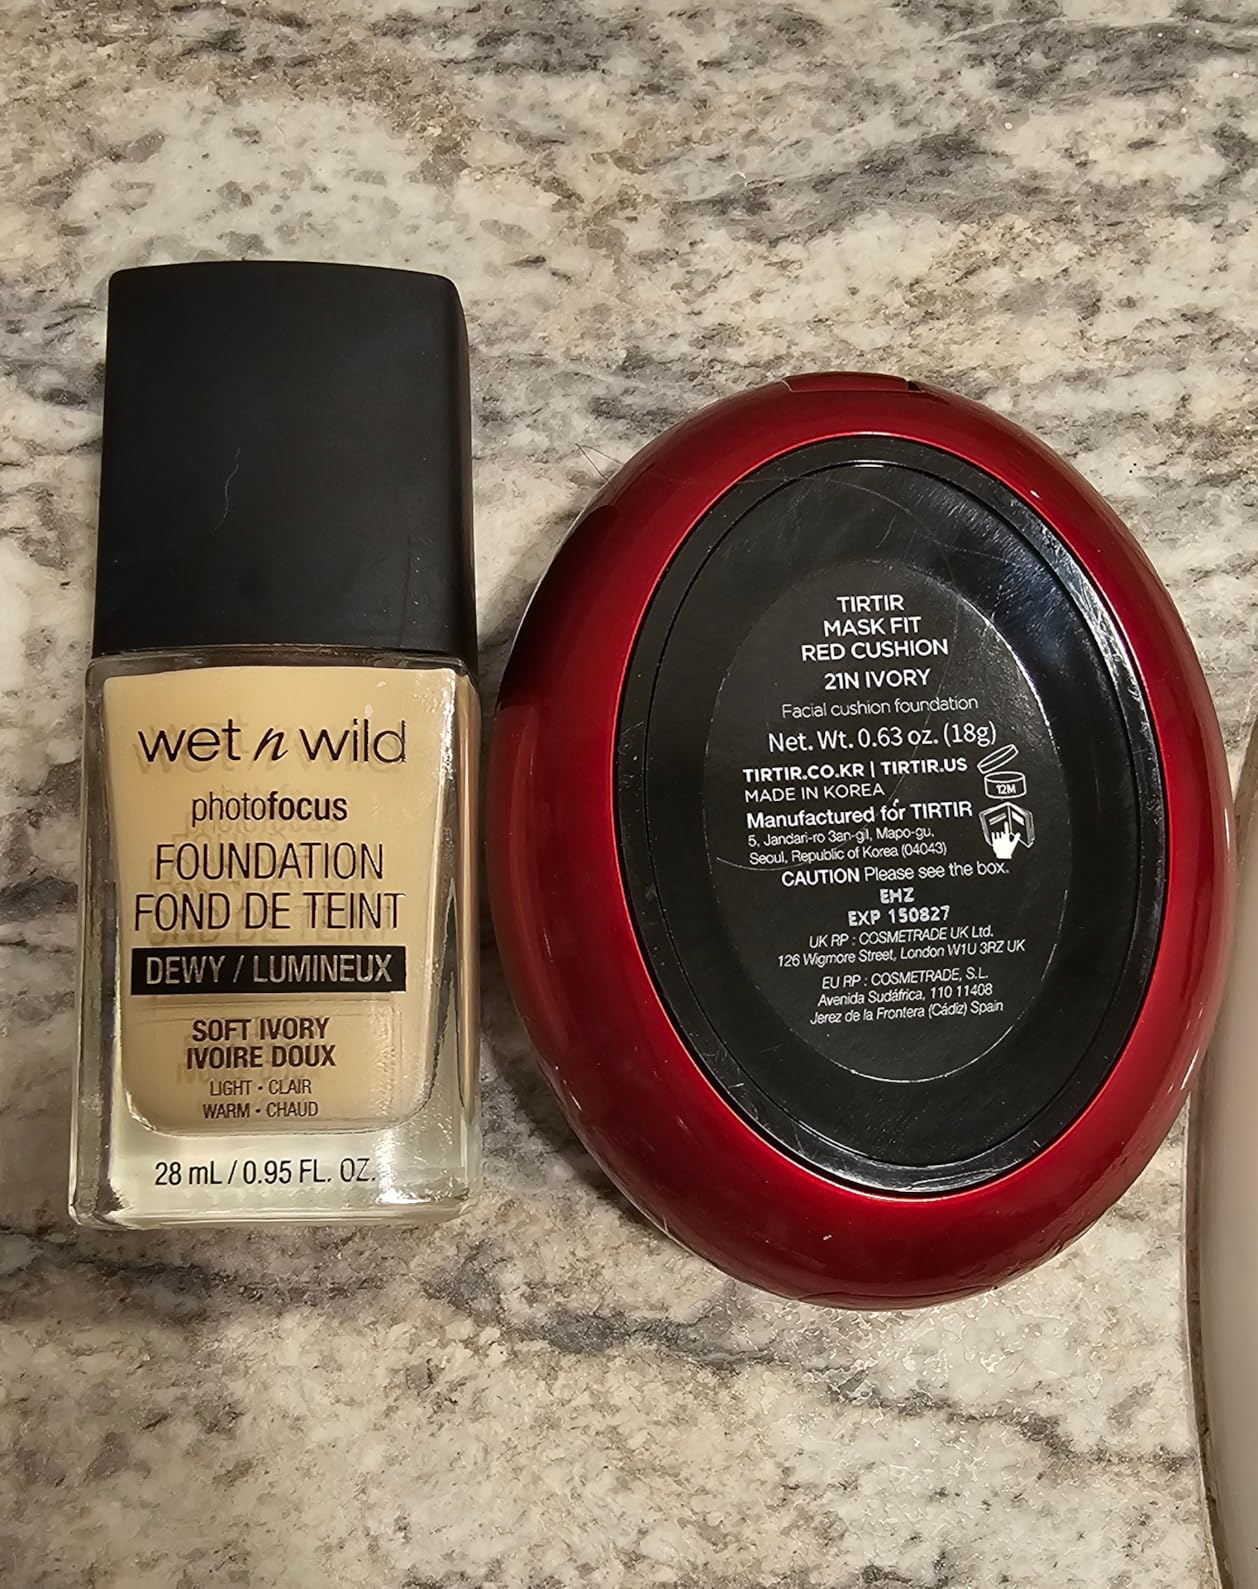 wet n wild
photofocus
FOUNDATION
FOND DE TEINT
DEWY / LUMINEUX
SOFT IVORY
IVOIRE DOUX
LIGHT • CLAIR
WARM • CHAUD
28 mL / 0.95 FL. OZ.
TIRTIR
MASK FIT
RED CUSHION
21N IVORY
Facial cushion foundation
Net. Wt. 0.63 oz. (18g)
TIRTIR.CO.KR | TIRTIR.US
MADE IN KOREA
12M
Manufactured for TIRTIR
5, Jandari-ro 3an-gil, Mapo-gu,
Seoul, Republic of Korea (04043)
CAUTION Please see the box.
EHZ
EXP 150827
UK RP : COSMETRADE UK Ltd.
126 Wigmore Street, London W1U 3RZ UK
EU RP : COSMETRADE, S.L.
Avenida Sudáfrica, 110 11408
Jerez de la Frontera (Cádiz) Spain